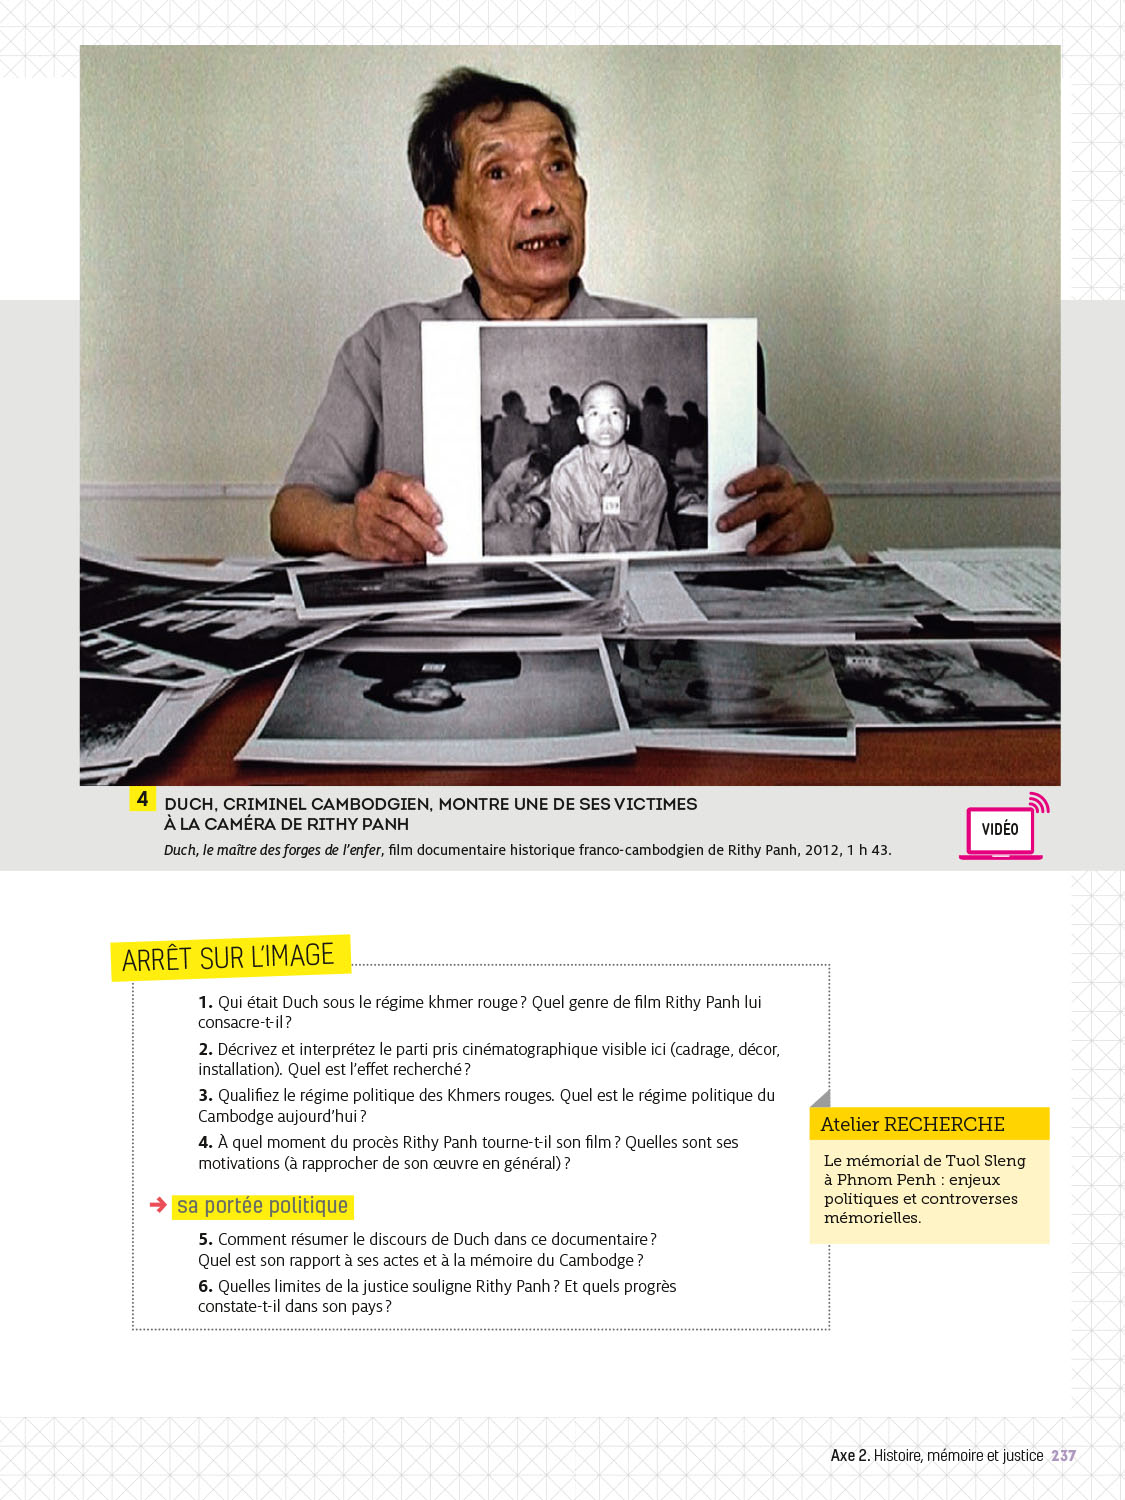 4 DUCH, CRIMINEL CAMBODGIEN, MONTRE UNE DE SES VICTIMES
À LA CAMÉRA DE RITHY PANH
Duch, le maître des forges de l’enfer, film documentaire historique franco-cambodgien de Rithy Panh, 2012, 1 h 43.
VIDÉO
ARRÊT SUR L’IMAGE
1. Qui était Duch sous le régime khmer rouge ? Quel genre de film Rithy Panh lui
consacre-t-il ?
2. Décrivez et interprétez le parti pris cinématographique visible ici (cadrage, décor,
installation). Quel est l’effet recherché ?
3. Qualifiez le régime politique des Khmers rouges. Quel est le régime politique du
Cambodge aujourd’hui ?
4. À quel moment du procès Rithy Panh tourne-t-il son film ? Quelles sont ses
motivations (à rapprocher de son œuvre en général) ?
sa portée politique
5. Comment résumer le discours de Duch dans ce documentaire ?
Quel est son rapport à ses actes et à la mémoire du Cambodge ?
6. Quelles limites de la justice souligne Rithy Panh ? Et quels progrès
constate-t-il dans son pays ?
Atelier RECHERCHE
Le mémorial de Tuol Sleng
à Phnom Penh : enjeux
politiques et controverses
mémorielles.
Axe 2. Histoire, mémoire et justice 237